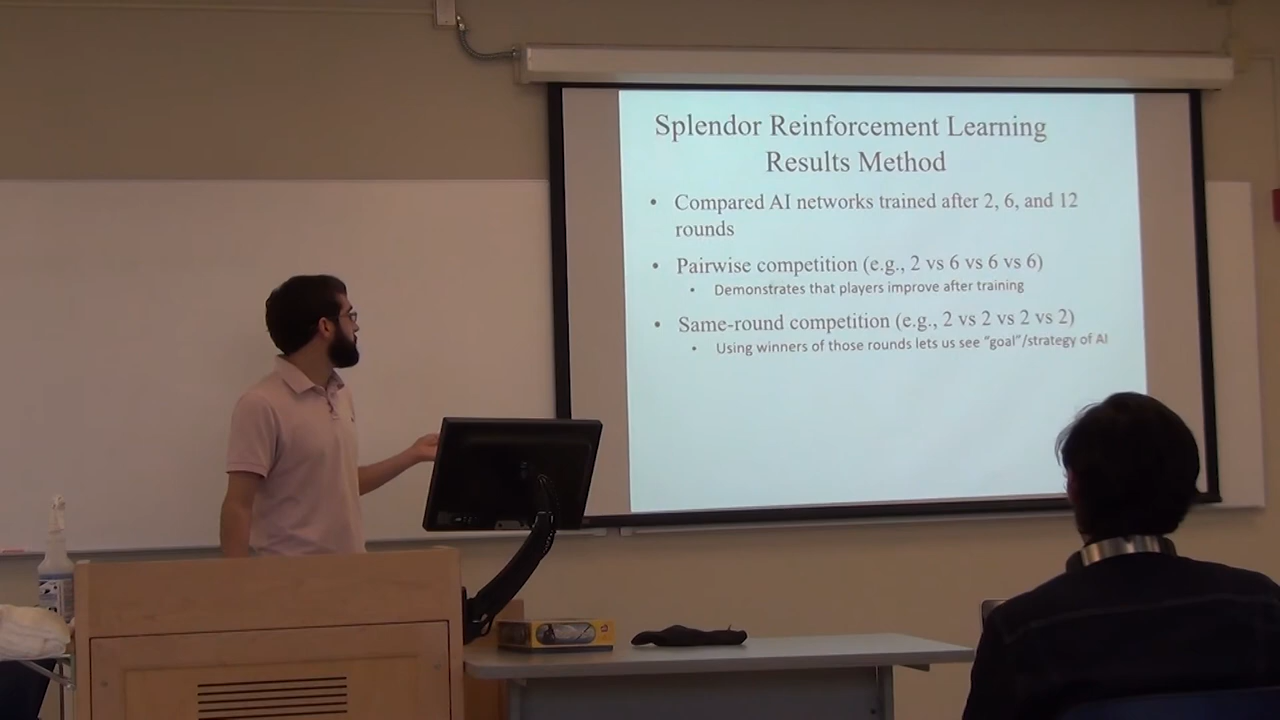 Splendor Reinforcement Learning
Results Method
• Compared AI networks trained after 2, 6, and 12
rounds
• Pairwise competition (e.g., 2 vs 6 vs 6 vs 6)
• Demonstrates that players improve after training
• Same-round competition (e.g., 2 vs 2 vs 2 vs 2)
• Using winners of those rounds lets us see “goal”/strategy of AI